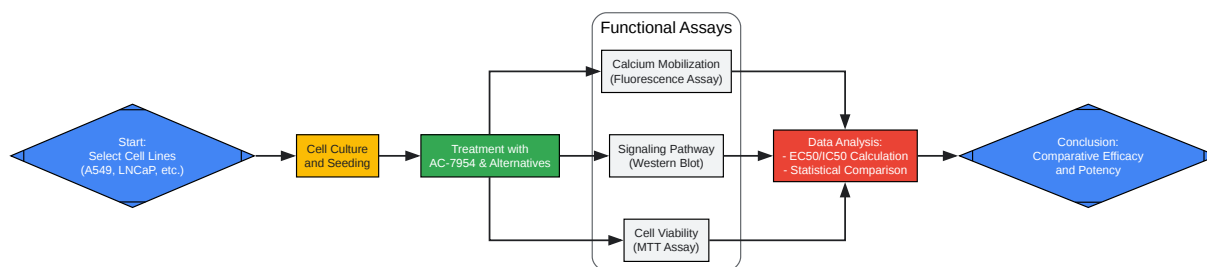 Start:
Select Cell Lines
(A549, LNCaP, etc.)
Cell Culture
and Seeding
Treatment with
AC-7954 & Alternatives
Functional Assays
Calcium Mobilization
(Fluorescence Assay)
Signaling Pathway
(Western Blot)
Cell Viability
(MTT Assay)
Data Analysis:
- EC50/IC50 Calculation
- Statistical Comparison
Conclusion:
Comparative Efficacy
and Potency